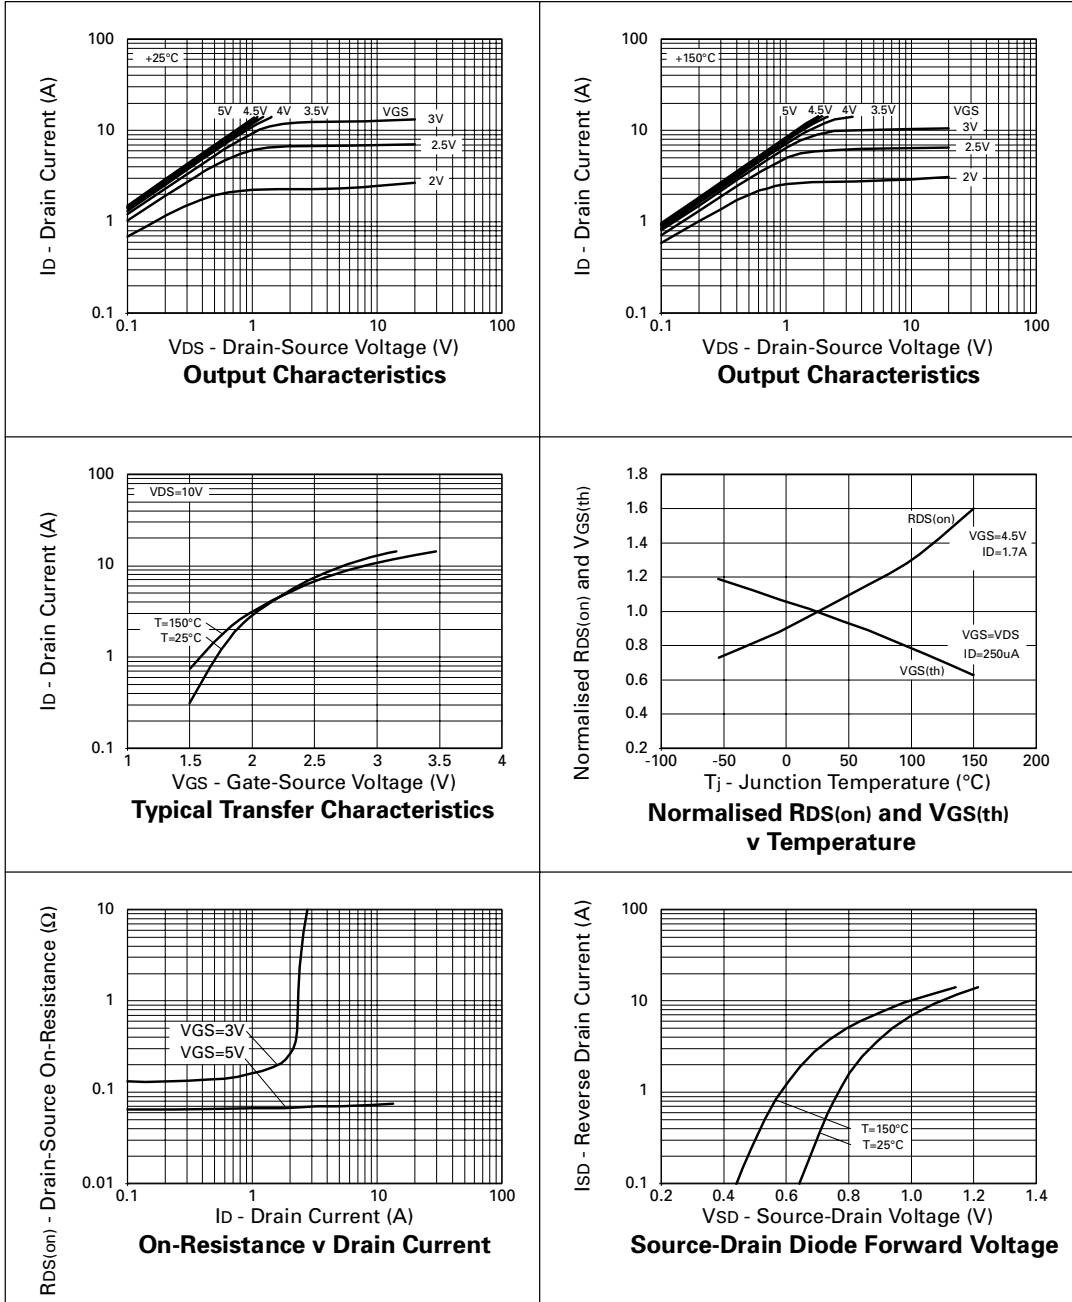 100
+25°C
10
1
0.1
5V 4.5V 4V 3.5V VGS
3V
2.5V
2V
0.1 1 10 100
ID - Drain Current (A)
VDS - Drain-Source Voltage (V)
Output Characteristics
100
+150°C
10
1
0.1
5V 4.5V 4V 3.5V VGS
3V
2.5V
2V
0.1 1 10 100
ID - Drain Current (A)
VDS - Drain-Source Voltage (V)
Output Characteristics
100
VDS=10V
10
1
0.1
T=150°C
T=25°C
1 1.5 2 2.5 3 3.5 4
ID - Drain Current (A)
VGS - Gate-Source Voltage (V)
Typical Transfer Characteristics
1.8
1.6
1.4
1.2
1.0
0.8
0.6
0.4
0.2
RDS(on)
VGS=4.5V
ID=1.7A
VGS=VDS
ID=250uA
VGS(th)
-100 -50 0 50 100 150 200
Normalised RDS(on) and VGS(th)
Tj - Junction Temperature (°C)
Normalised RDS(on) and VGS(th)
v Temperature
10
1
0.1
0.01
VGS=3V
VGS=5V
0.1 1 10 100
RDS(on) - Drain-Source On-Resistance (Ω)
ID - Drain Current (A)
On-Resistance v Drain Current
100
10
1
0.1
T=150°C
T=25°C
0.2 0.4 0.6 0.8 1.0 1.2 1.4
ISD - Reverse Drain Current (A)
VSD - Source-Drain Voltage (V)
Source-Drain Diode Forward Voltage